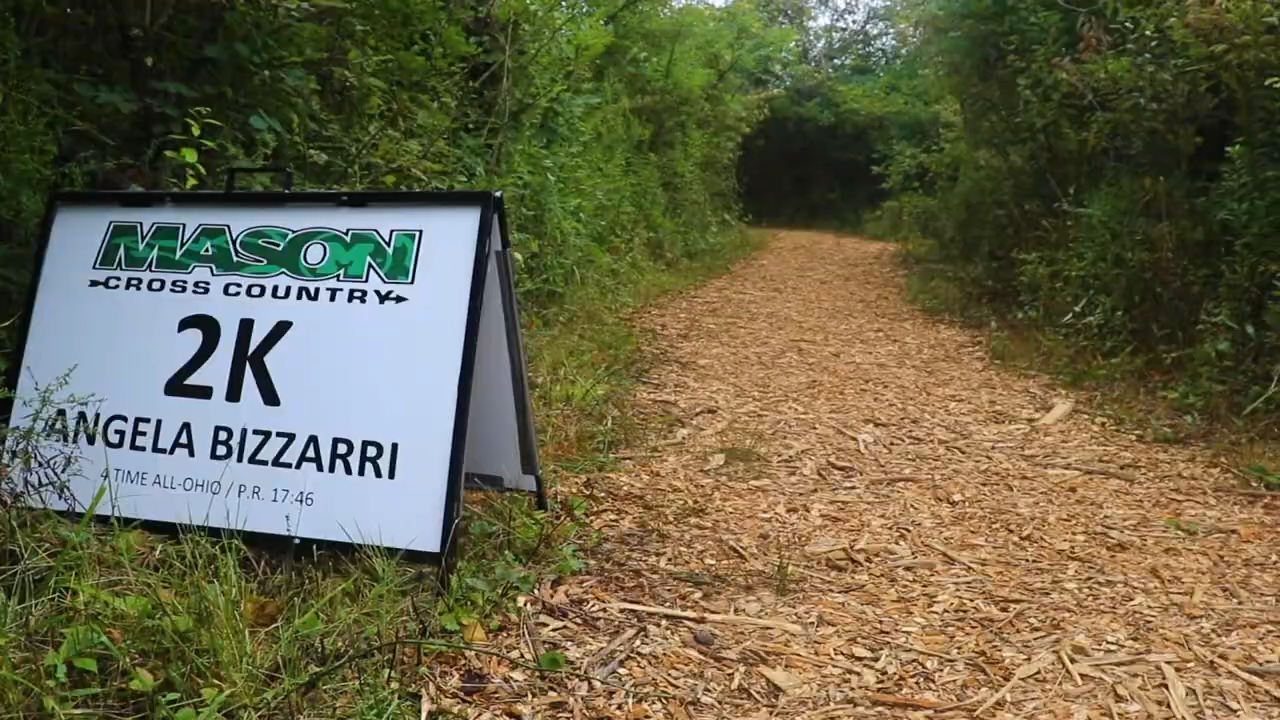 MASON
CROSS COUNTRY
2K
ANGELA BIZZARRI
4 TIME ALL-OHIO / P.R. 17:46